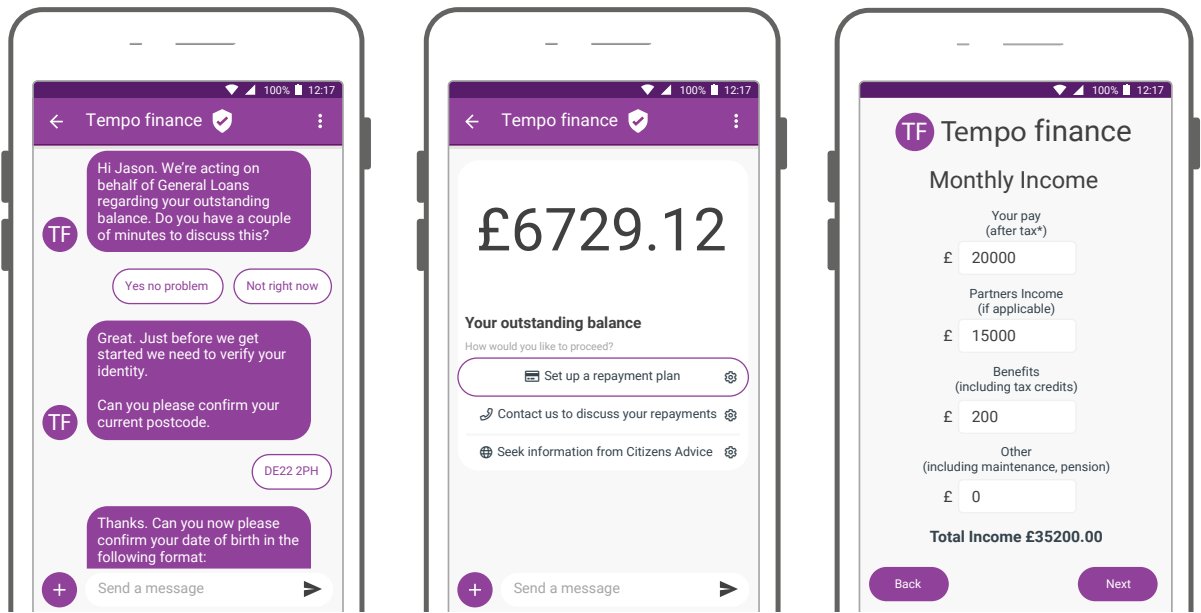 100% 12:17
Tempo finance
Hi Jason. We're acting on
behalf of General Loans
regarding your outstanding
balance. Do you have a couple
of minutes to discuss this?
TF
Yes no problem
Not right now
Great. Just before we get
started we need to verify your
identity.
Can you please confirm your
current postcode.
TF
DE22 2PH
Thanks. Can you now please
confirm your date of birth in the
following format:
+
Send a message
100% 12:17
Tempo finance
£6729.12
Your outstanding balance
How would you like to proceed?
Set up a repayment plan
Contact us to discuss your repayments
Seek information from Citizens Advice
+
Send a message
100% 12:17
TF Tempo finance
Monthly Income
Your pay
(after tax*)
£ 20000
Partners Income
(if applicable)
£ 15000
Benefits
(including tax credits)
£ 200
Other
(including maintenance, pension)
£ 0
Total Income £35200.00
Back
Next